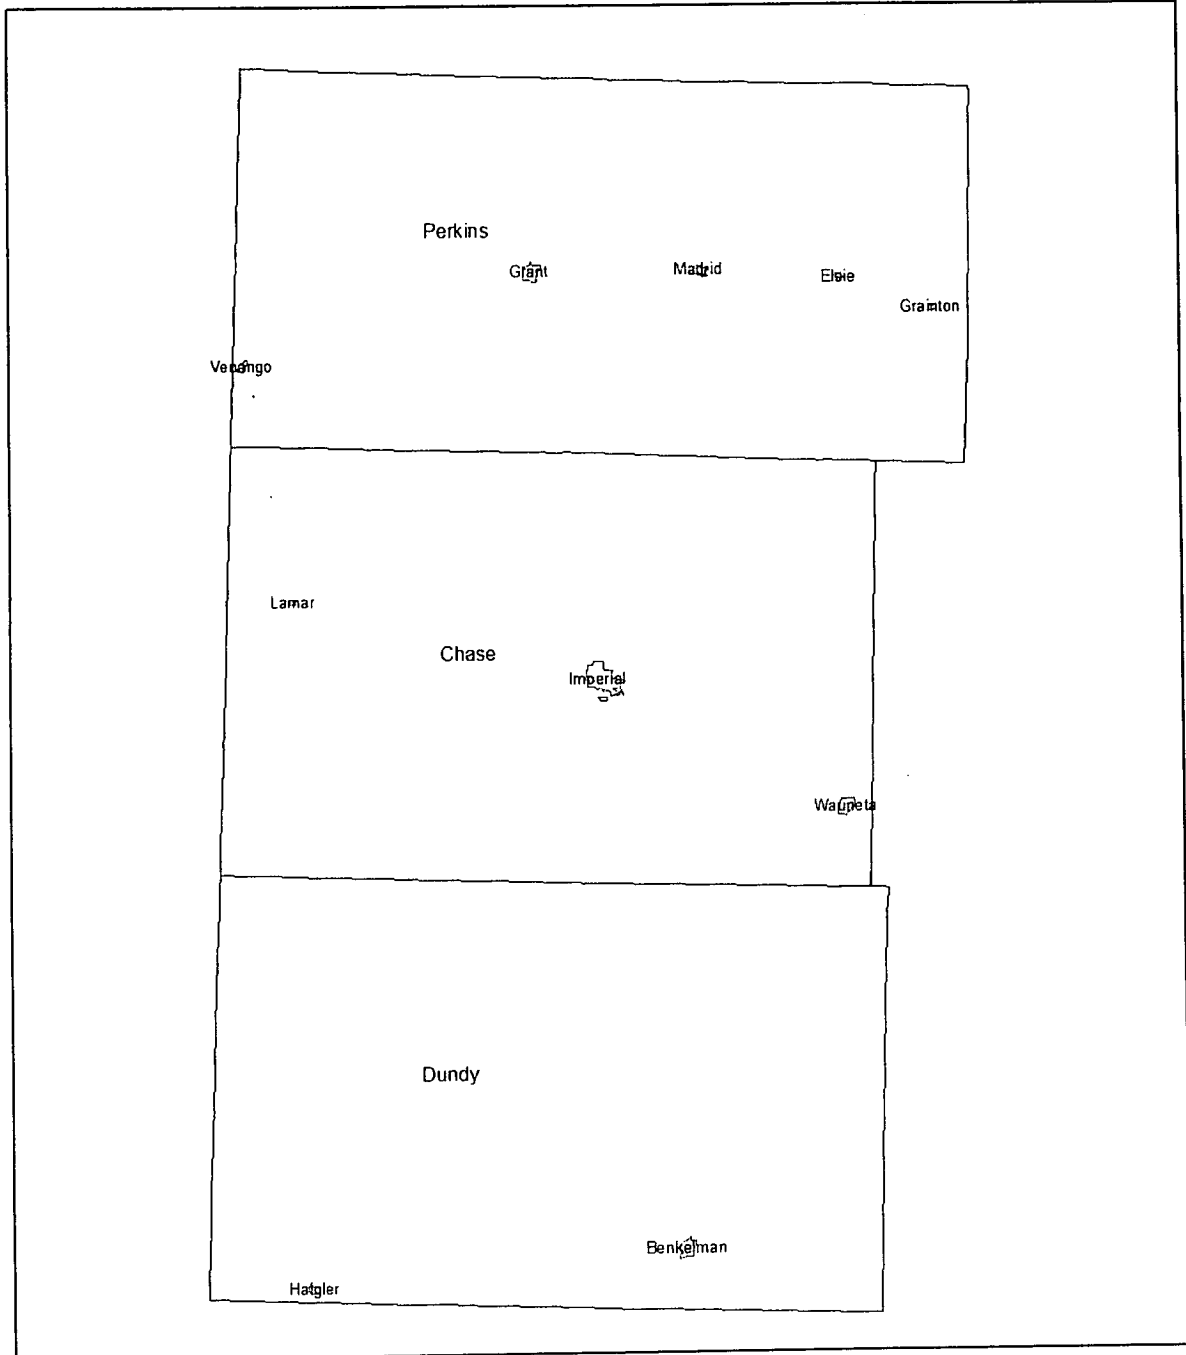 Perkins
Grant
Madrid
Elsie
Grainton
Venango
Lamar
Chase
Imperial
Wauneta
Dundy
Benkelman
Haigler